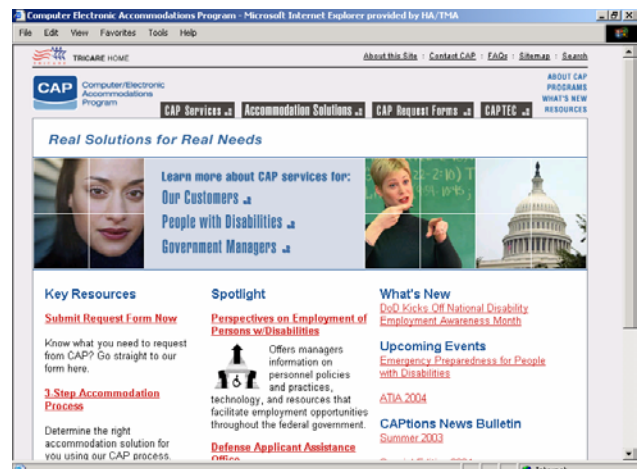 Computer Electronic Accommodations Program - Microsoft Internet Explorer provided by HA/TMA
File Edit View Favorites Tools Help
TRICARE HOME
About this Site : Contact CAP : FAQs : Sitemap : Search
CAP
Computer/Electronic
Accommodations
Program
ABOUT CAP
PROGRAMS
WHAT'S NEW
RESOURCES
CAP Services Accommodation Solutions CAP Request Forms CAPTEC
Real Solutions for Real Needs
Learn more about CAP services for:
Our Customers
People with Disabilities
Government Managers
Key Resources
Submit Request Form Now
Know what you need to request
from CAP? Go straight to our
form here.
3.Step Accommodation
Process
Determine the right
accommodation solution for
you using our CAP process.
Spotlight
Perspectives on Employment of
Persons w/Disabilities
Offers managers
information on
personnel policies
and practices,
technology, and resources that
facilitate employment opportunities
throughout the federal government.
Defense Applicant Assistance
Office
What's New
DoD Kicks Off National Disability
Employment Awareness Month
Upcoming Events
Emergency Preparedness for People
with Disabilities
ATIA 2004
CAPtions News Bulletin
Summer 2003
Internet